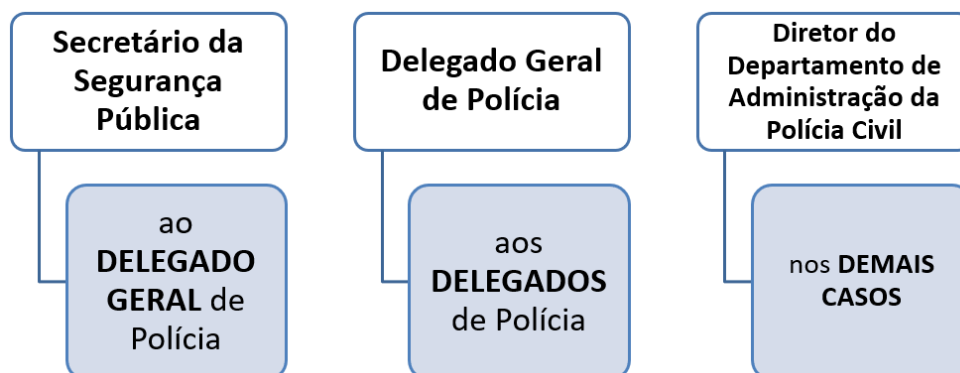 Secretário da
Segurança
Pública
ao
DELEGADO
GERAL de
Polícia
Delegado Geral
de Polícia
aos
DELEGADOS
de Polícia
Diretor do
Departamento de
Administração da
Polícia Civil
nos DEMAIS
CASOS